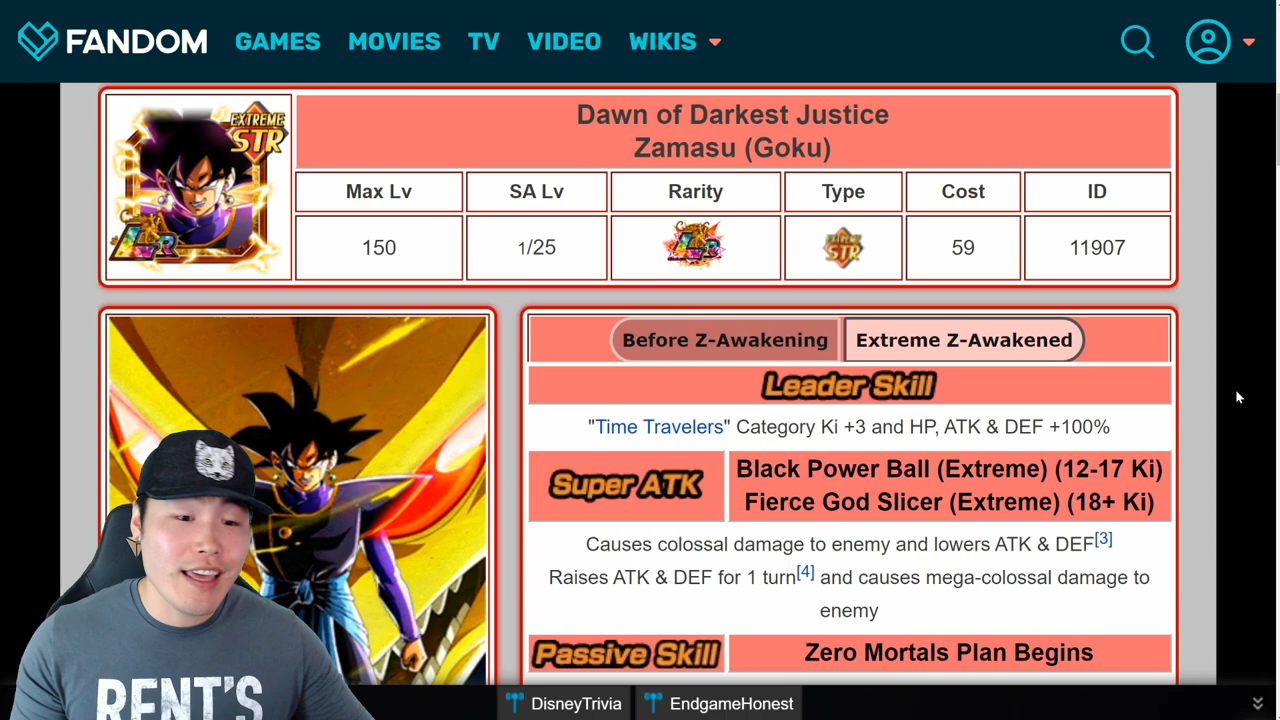 FANDOM GAMES MOVIES TV VIDEO WIKIS
EXTREME
STR
LR
Dawn of Darkest Justice
Zamasu (Goku)
Max Lv SA Lv Rarity Type Cost ID
150 1/25 LR EXTREME STR 59 11907
Before Z-Awakening Extreme Z-Awakened
Leader Skill
"Time Travelers" Category Ki +3 and HP, ATK & DEF +100%
Super ATK
Black Power Ball (Extreme) (12-17 Ki)
Fierce God Slicer (Extreme) (18+ Ki)
Causes colossal damage to enemy and lowers ATK & DEF[3]
Raises ATK & DEF for 1 turn[4] and causes mega-colossal damage to
enemy
Passive Skill Zero Mortals Plan Begins
RENT'S
DisneyTrivia EndgameHonest